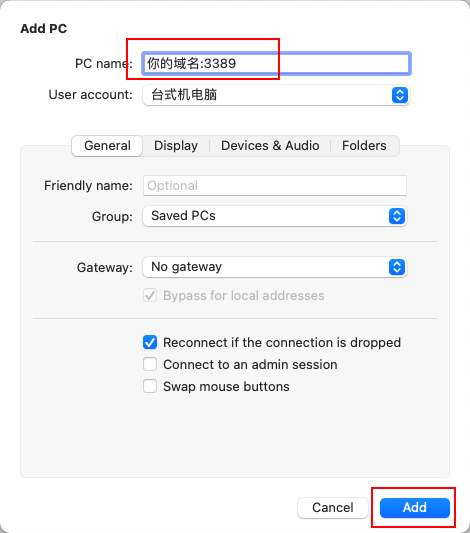 Add PC
PC name: 你的域名:3389
User account: 台式机电脑
General Display Devices & Audio Folders
Friendly name: Optional
Group: Saved PCs
Gateway: No gateway
Bypass for local addresses
Reconnect if the connection is dropped
Connect to an admin session
Swap mouse buttons
Cancel Add